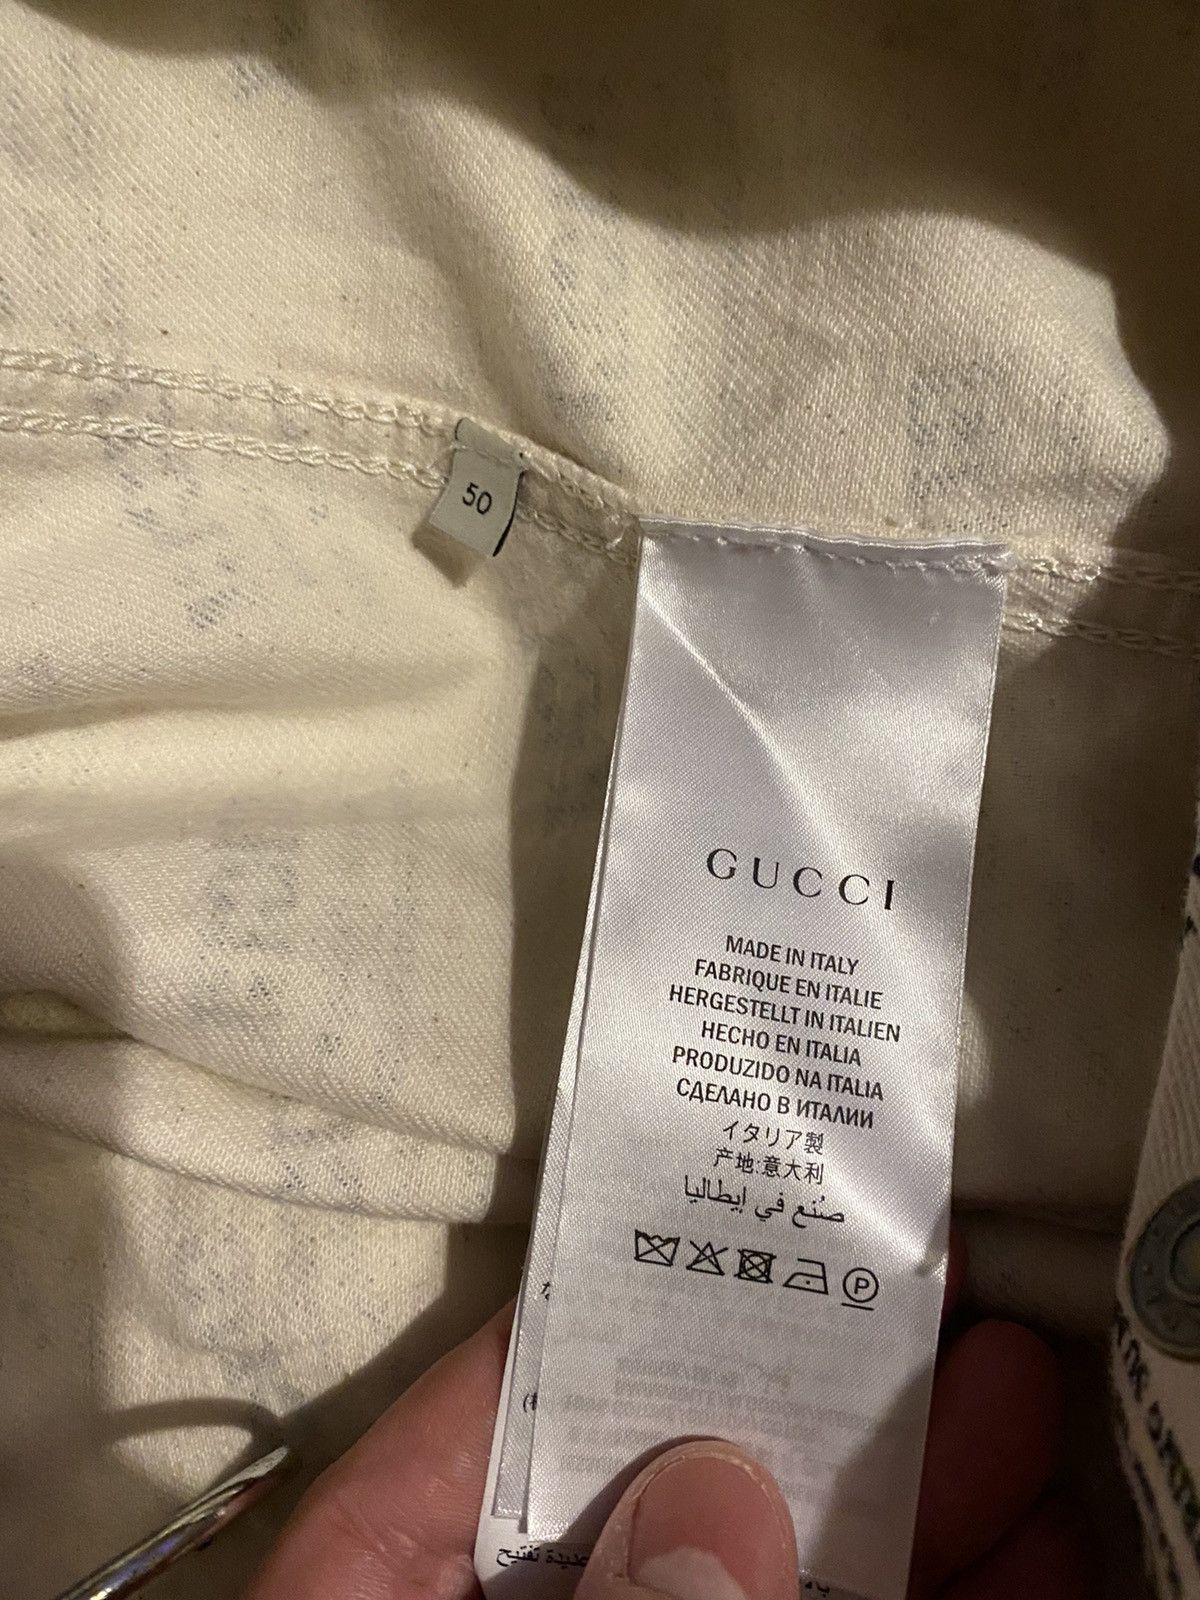 50
GUCCI
MADE IN ITALY
FABRIQUE EN ITALIE
HERGESTELLT IN ITALIEN
HECHO EN ITALIA
PRODUZIDO NA ITALIA
СДЕЛАНО В ИТАЛИИ
イタリア製
产地:意大利
صُنع في إيطاليا
P